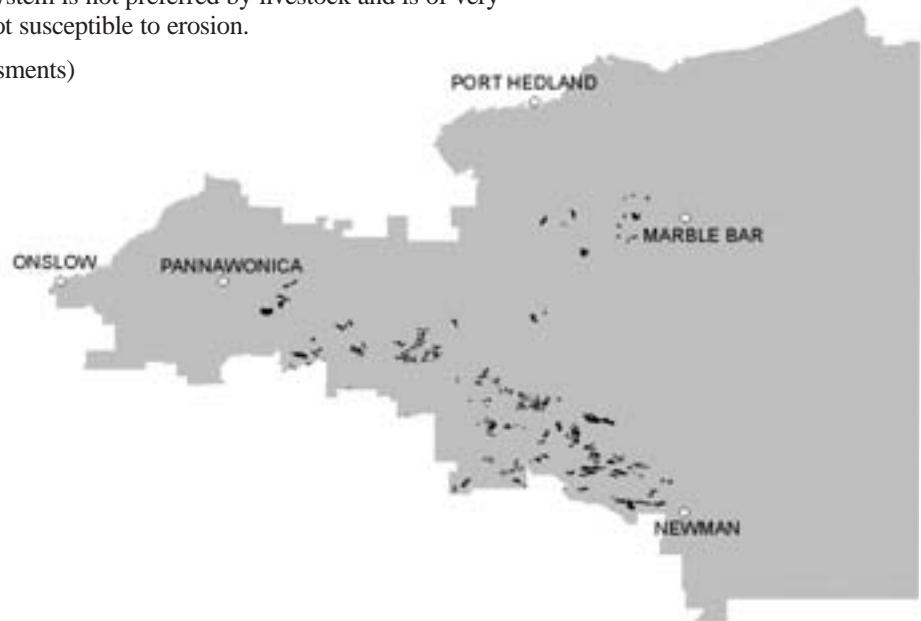 ystem is not preferred by livestock and is of very
ot susceptible to erosion.
sments)
PORT HEDLAND
MARBLE BAR
ONSLOW
PANNAWONICA
NEWMAN